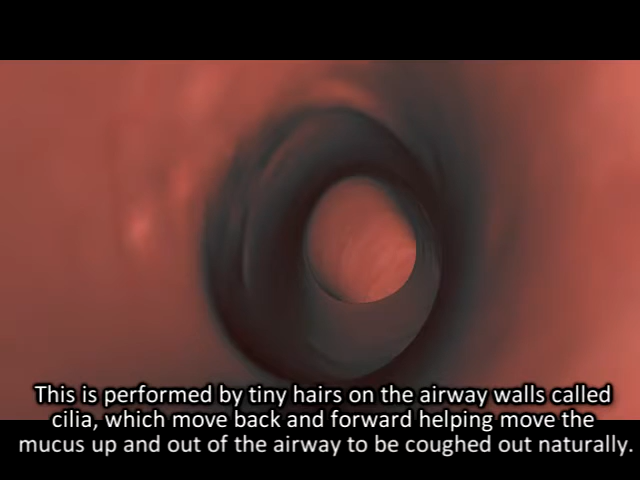 This is performed by tiny hairs on the airway walls called
cilia, which move back and forward helping move the
mucus up and out of the airway to be coughed out naturally.